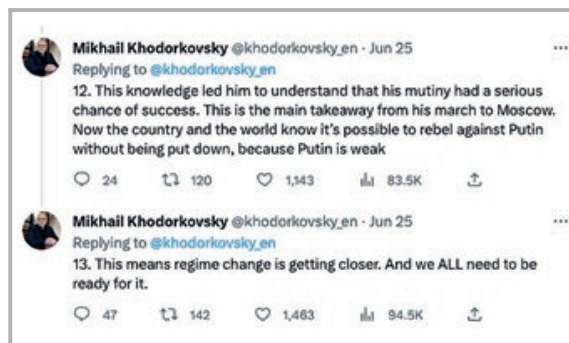 Mikhail Khodorkovsky @khodorkovsky_en · Jun 25 ...
Replying to @khodorkovsky_en
12. This knowledge led him to understand that his mutiny had a serious
chance of success. This is the main takeaway from his march to Moscow.
Now the country and the world know it's possible to rebel against Putin
without being put down, because Putin is weak
24 120 1,143 83.5K
Mikhail Khodorkovsky @khodorkovsky_en · Jun 25 ...
Replying to @khodorkovsky_en
13. This means regime change is getting closer. And we ALL need to be
ready for it.
47 142 1,463 94.5K